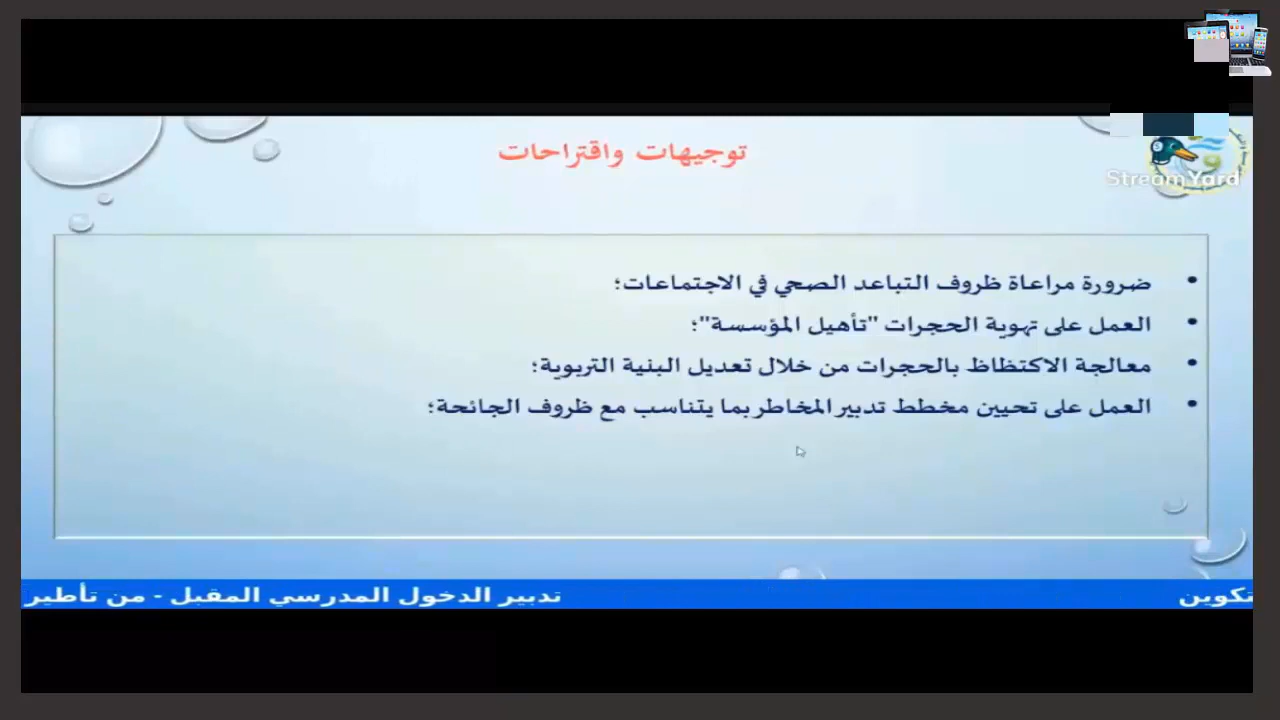 توجيهات واقتراحات
StreamYard
ضرورة مراعاة ظروف التباعد الصحي في الاجتماعات؛
العمل على تهوية الحجرات "تأهيل المؤسسة"؛
معالجة الاكتظاظ بالحجرات من خلال تعديل البنية التربوية؛
العمل على تحيين مخطط تدبير المخاطر بما يتناسب مع ظروف الجائحة؛
تكوين
تدبير الدخول المدرسي المقبل - من تأطير